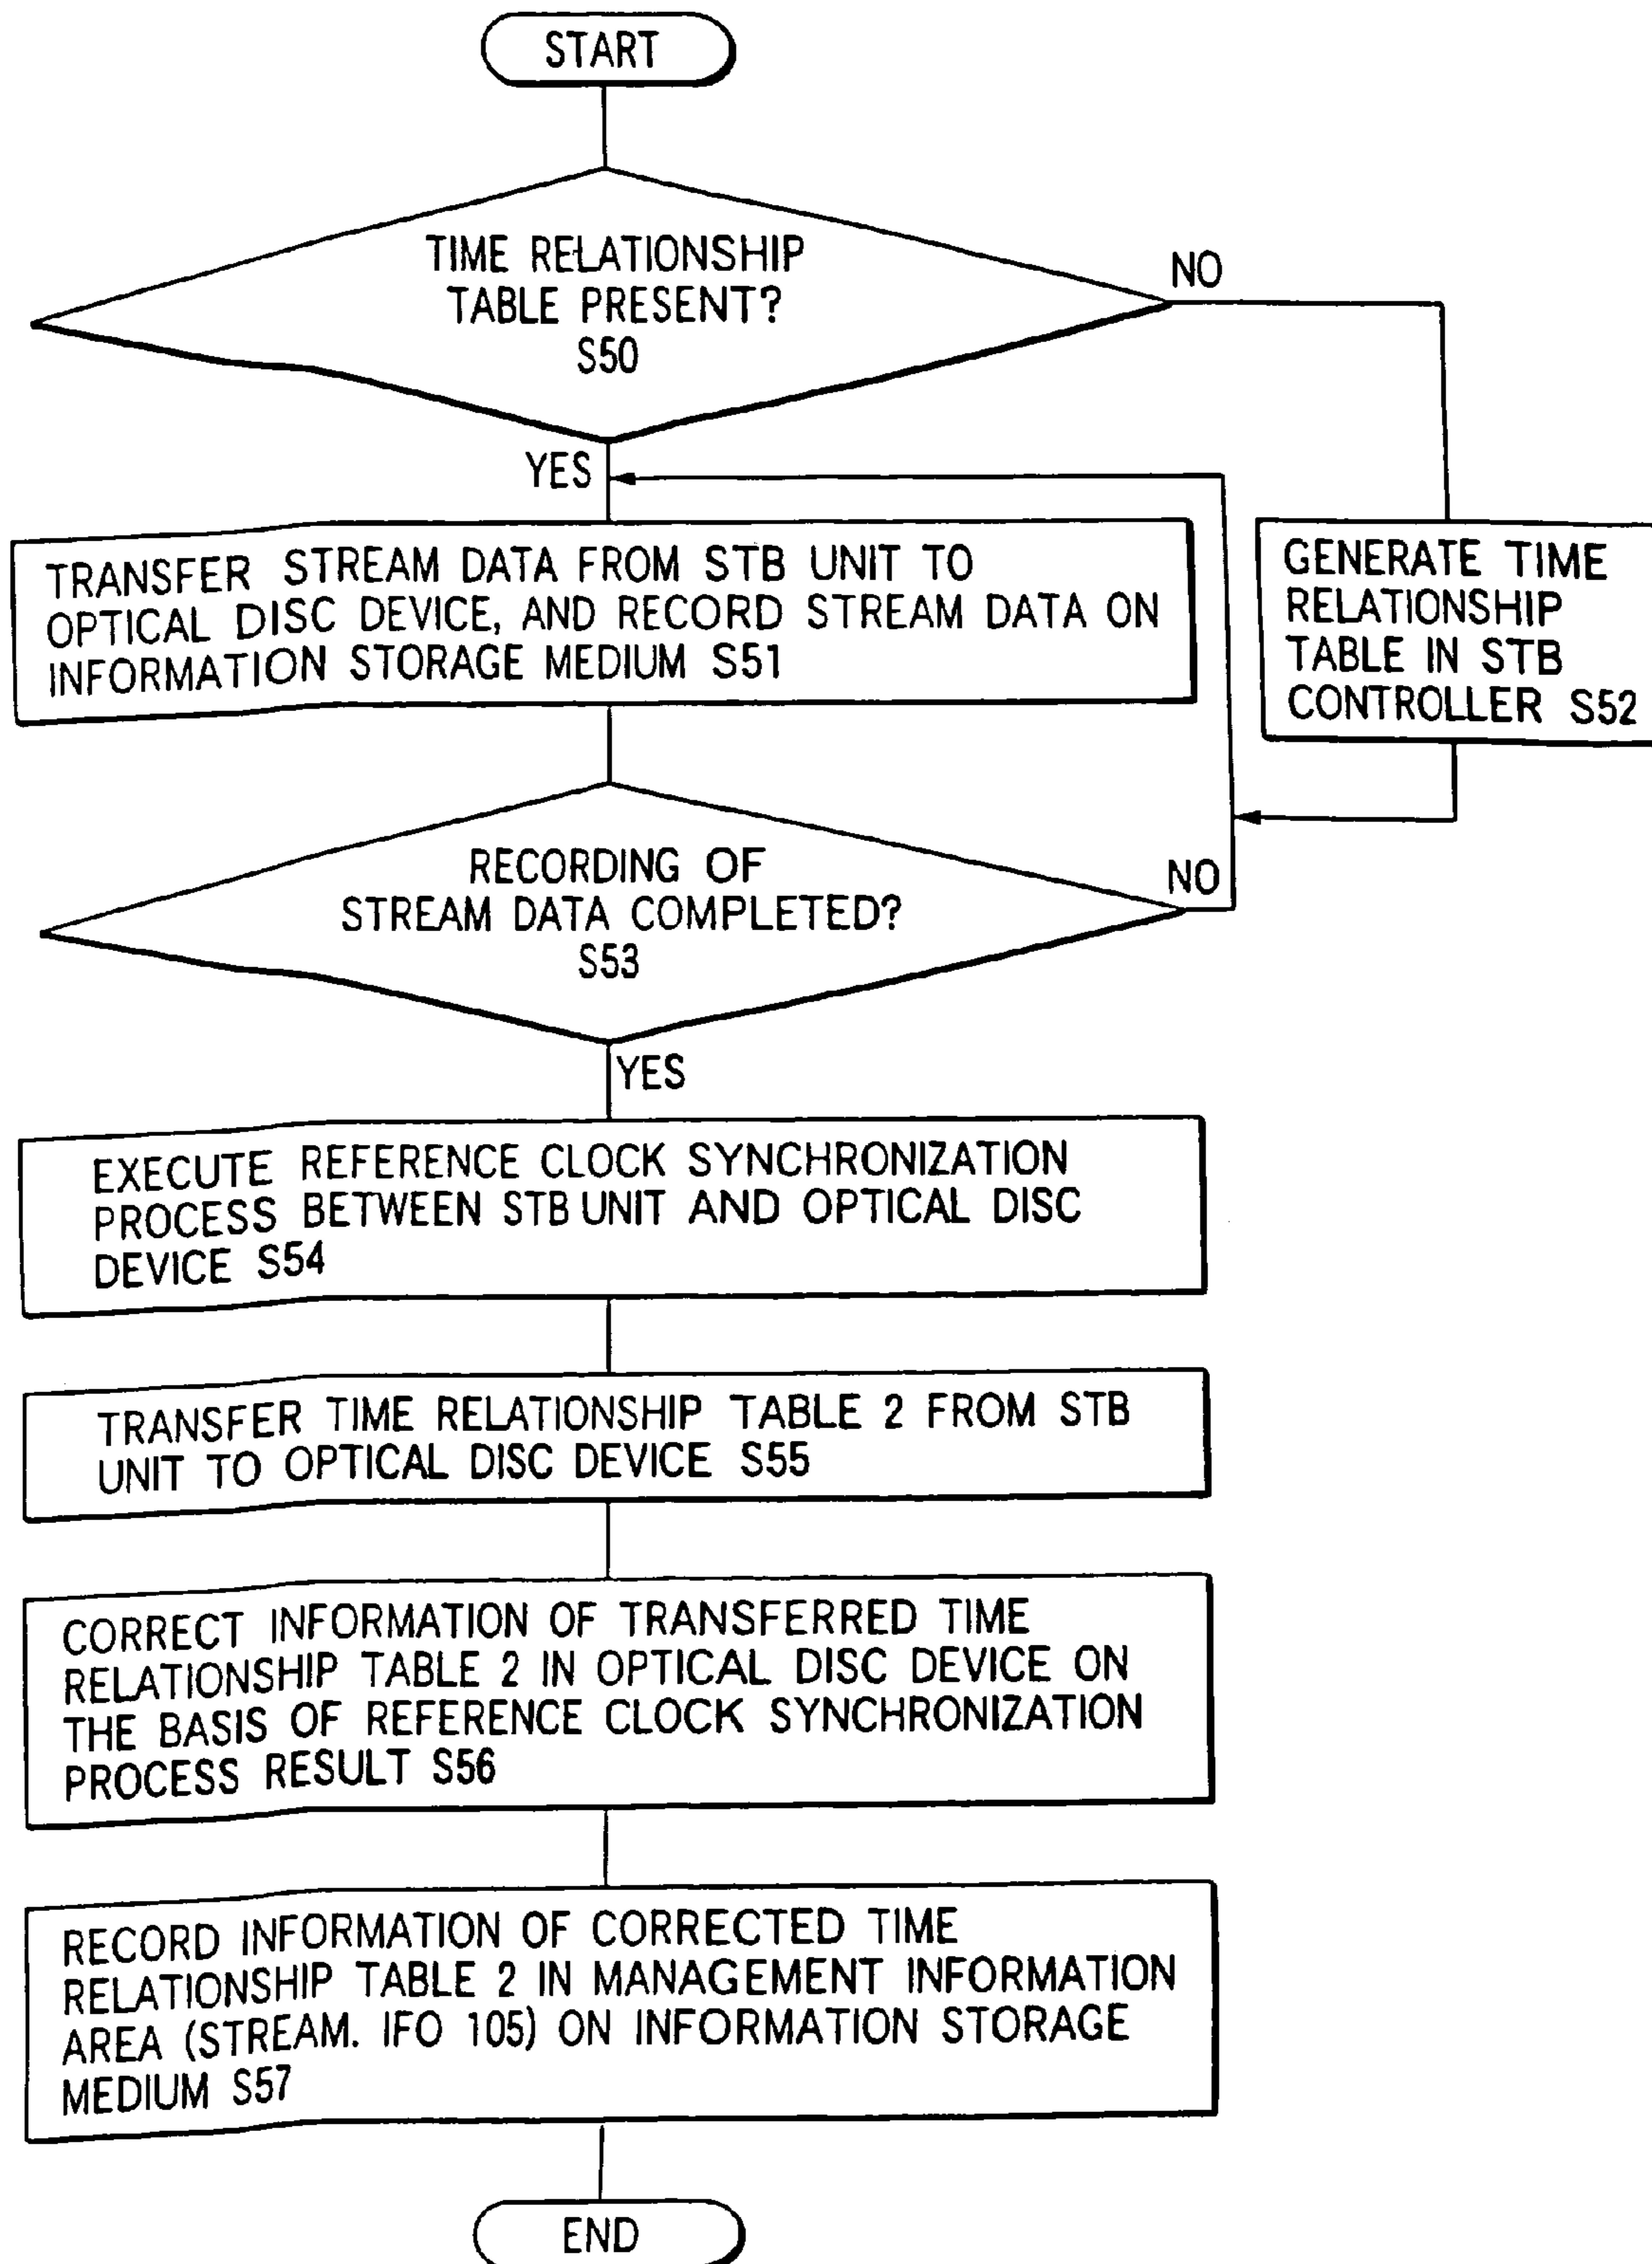 START
TIME RELATIONSHIP
TABLE PRESENT?
S50
NO
YES
TRANSFER STREAM DATA FROM STB UNIT TO
OPTICAL DISC DEVICE, AND RECORD STREAM DATA ON
INFORMATION STORAGE MEDIUM S51
GENERATE TIME
RELATIONSHIP
TABLE IN STB
CONTROLLER S52
RECORDING OF
STREAM DATA COMPLETED?
S53
NO
YES
EXECUTE REFERENCE CLOCK SYNCHRONIZATION
PROCESS BETWEEN STB UNIT AND OPTICAL DISC
DEVICE S54
TRANSFER TIME RELATIONSHIP TABLE 2 FROM STB
UNIT TO OPTICAL DISC DEVICE S55
CORRECT INFORMATION OF TRANSFERRED TIME
RELATIONSHIP TABLE 2 IN OPTICAL DISC DEVICE ON
THE BASIS OF REFERENCE CLOCK SYNCHRONIZATION
PROCESS RESULT S56
RECORD INFORMATION OF CORRECTED TIME
RELATIONSHIP TABLE 2 IN MANAGEMENT INFORMATION
AREA (STREAM. IFO 105) ON INFORMATION STORAGE
MEDIUM S57
END